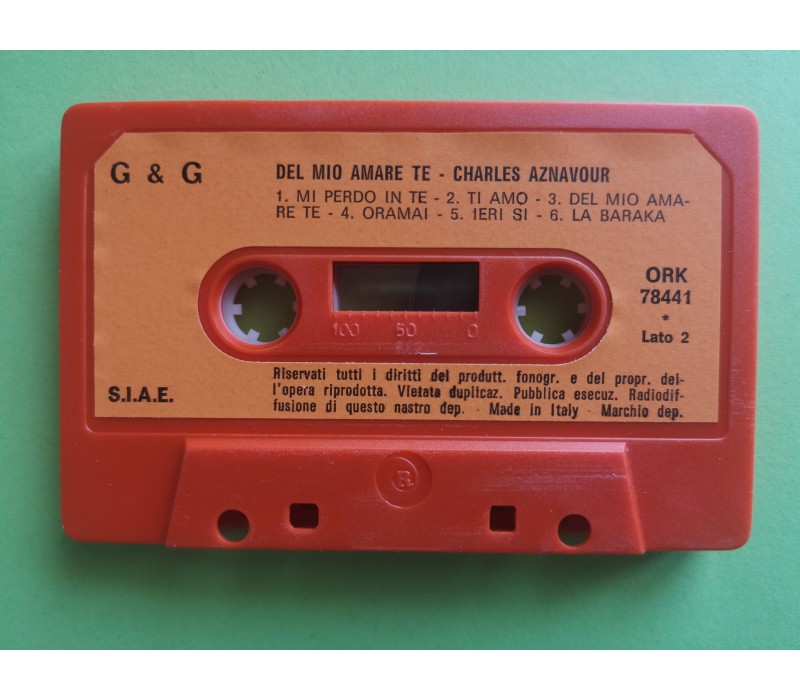 G & G
DEL MIO AMARE TE - CHARLES AZNAVOUR
1. MI PERDO IN TE - 2. TI AMO - 3. DEL MIO AMA-
RE TE - 4. ORAMAI - 5. IERI SI - 6. LA BARAKA
ORK
78441
*
Lato 2
100 50 0
S.I.A.E.
Riservati tutti i diritti del produtt. fonogr. e del propr. del-
l'opera riprodotta. Vietata duplicaz. Pubblica esecuz. Radiodif-
fusione di questo nastro dep. - Made in Italy - Marchio dep.
R